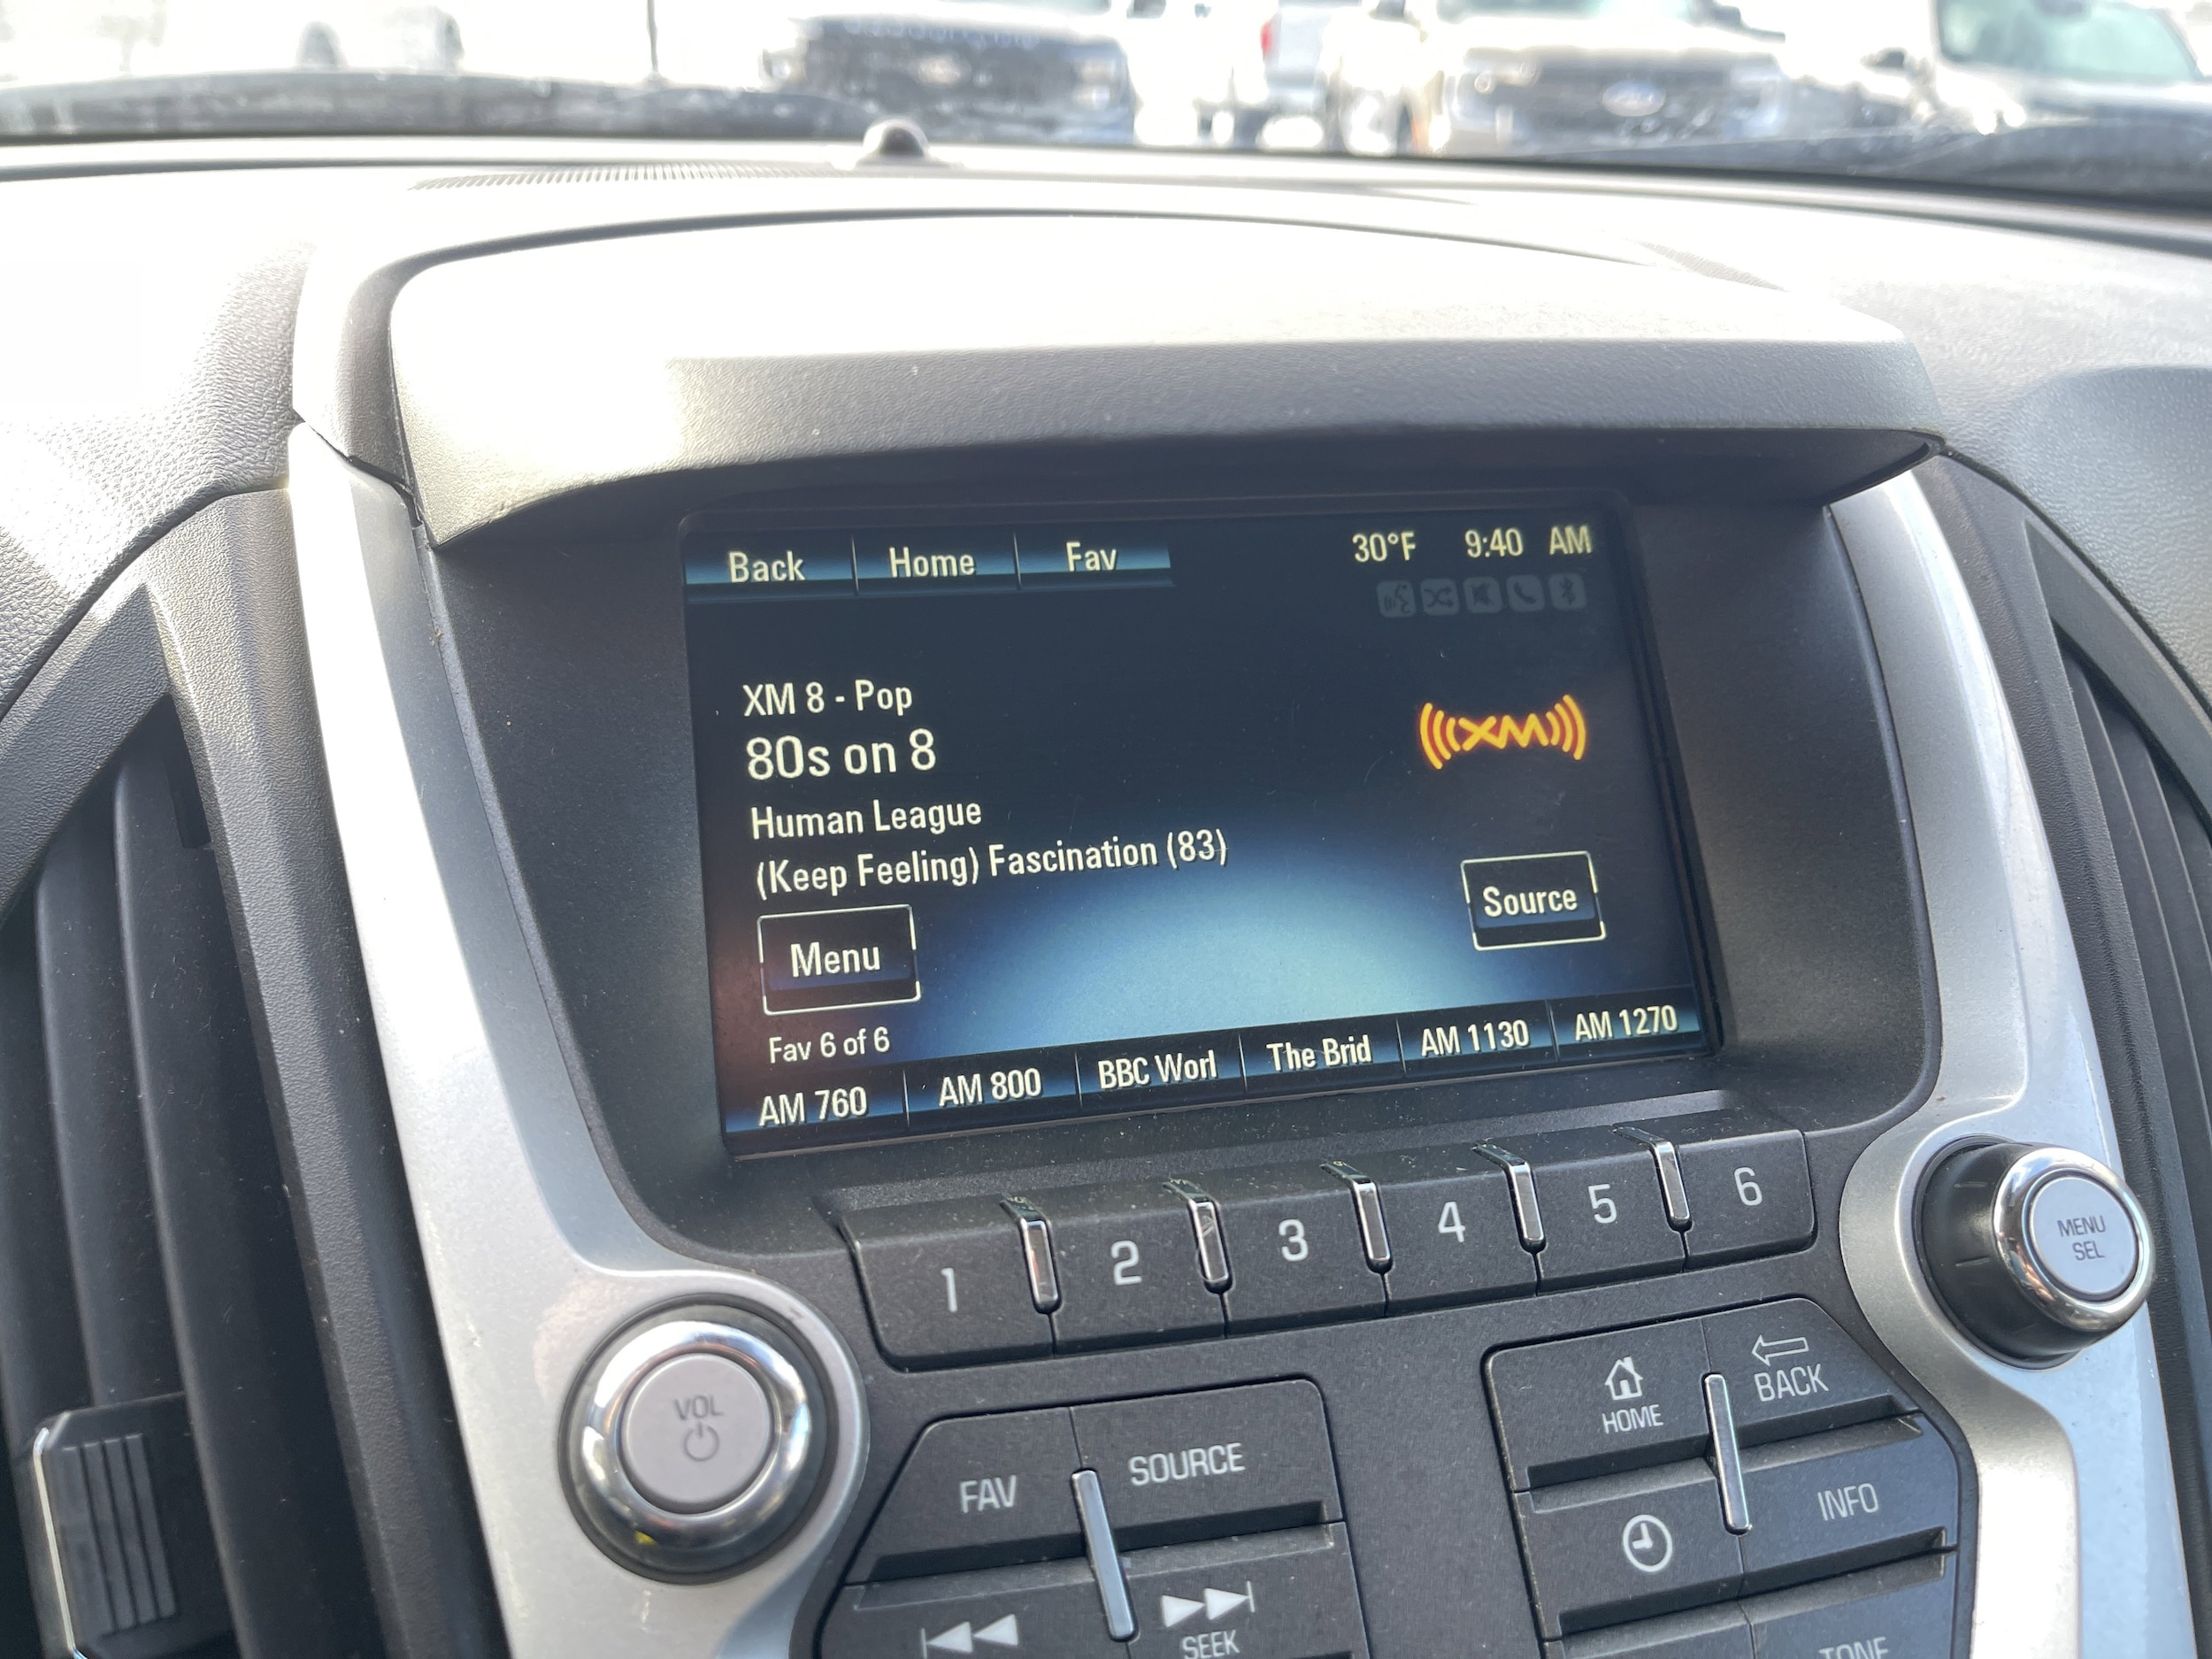 Back Home Fav 30°F 9:40 AM
XM 8 - Pop
80s on 8
XM
Human League
(Keep Feeling) Fascination (83)
Menu
Source
Fav 6 of 6
AM 760 AM 800 BBC Worl The Brid AM 1130 AM 1270
1 2 3 4 5 6
MENU
SEL
VOL
HOME
BACK
FAV
SOURCE
INFO
SEEK
TONE